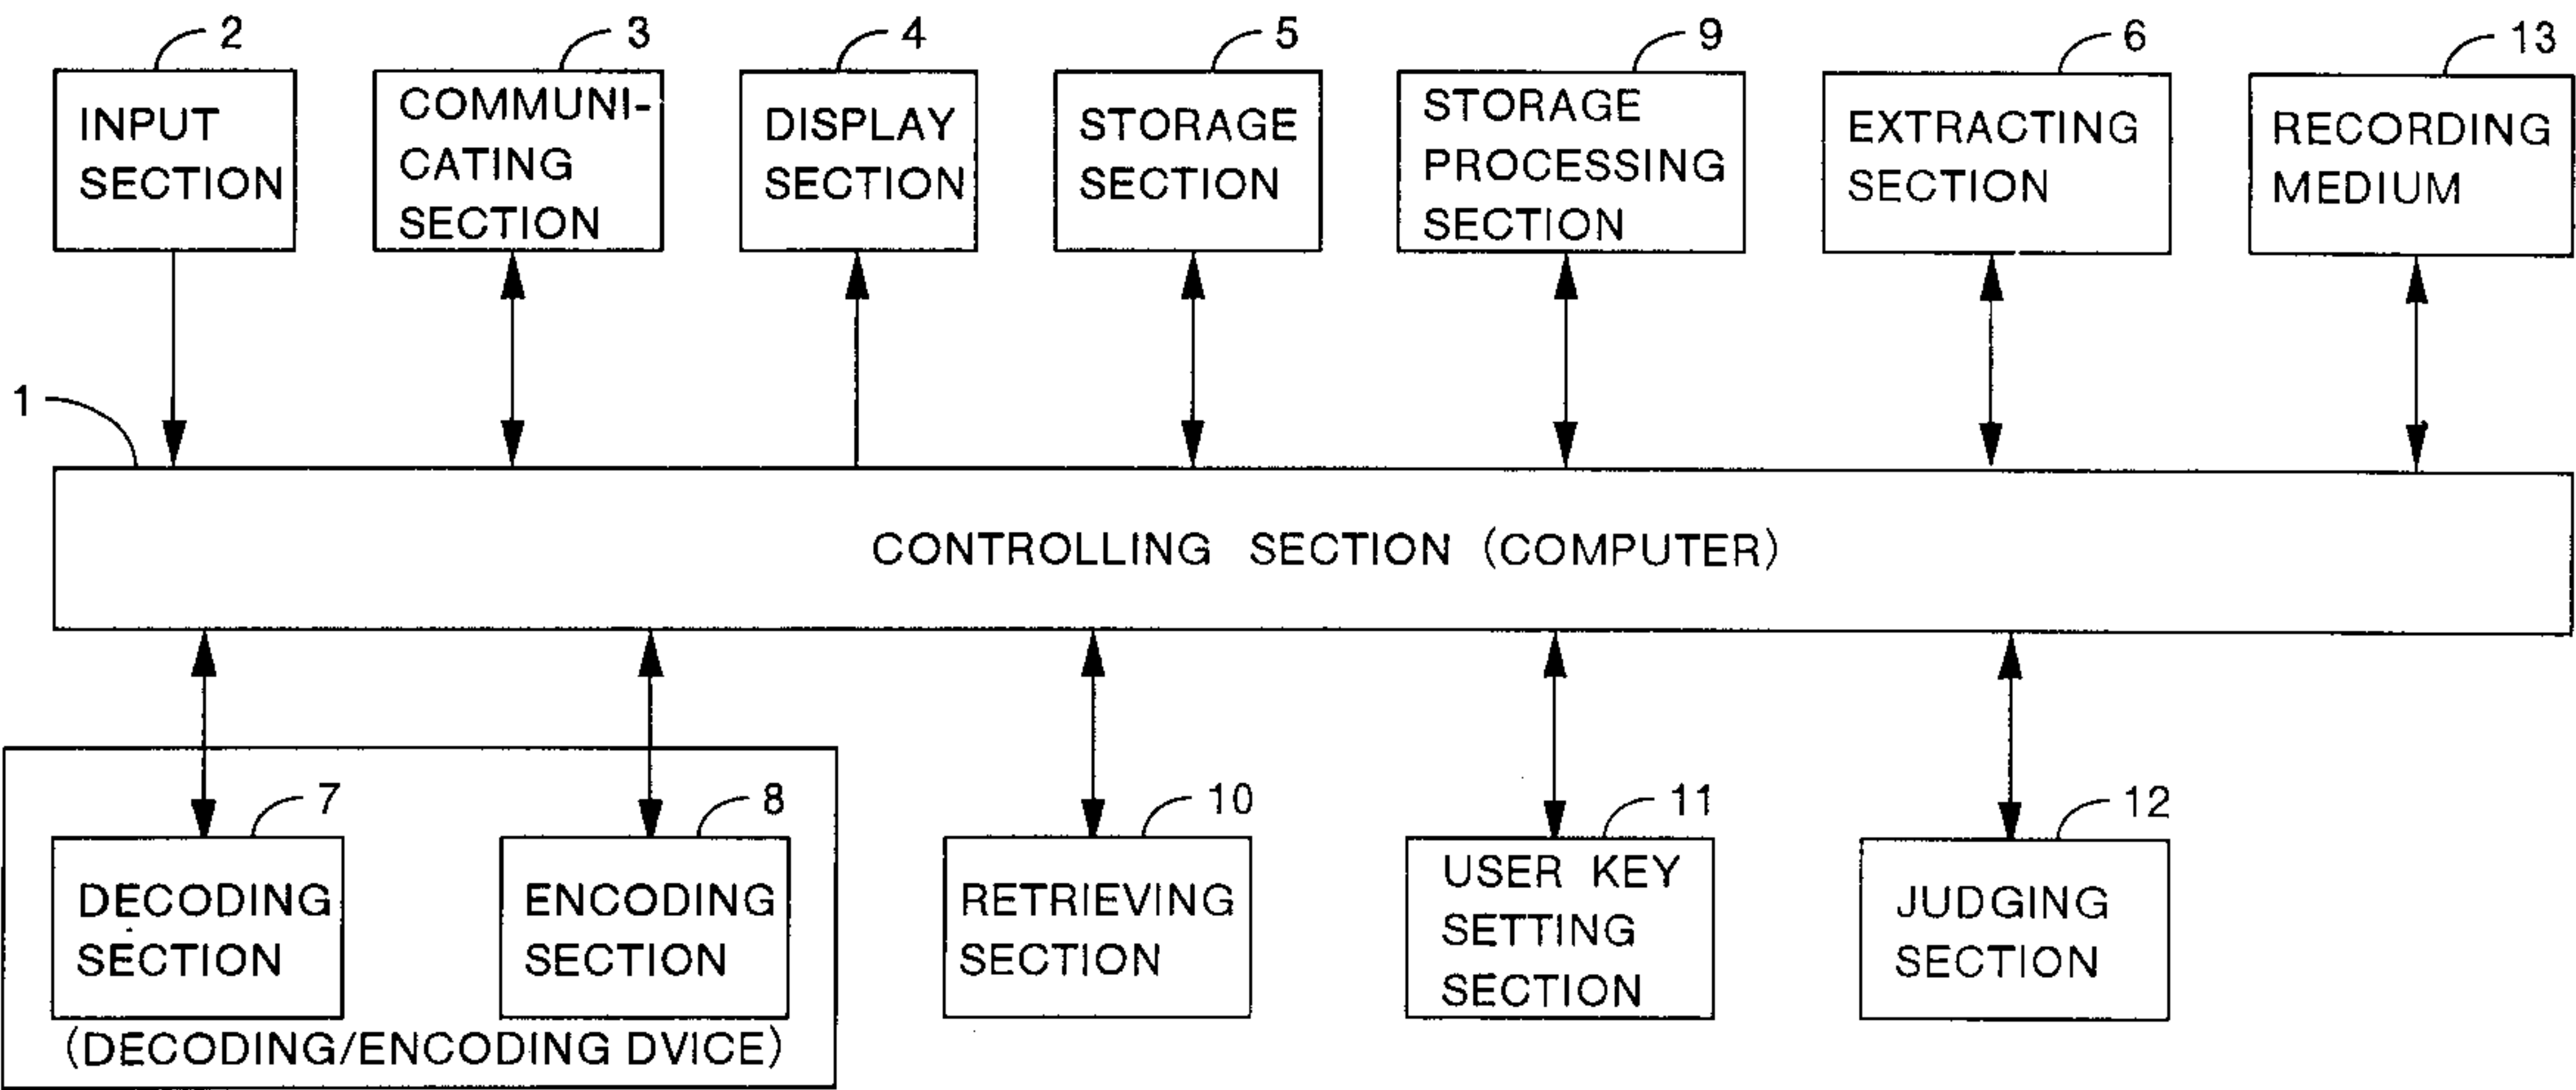 2
3
4
5
9
6
13
INPUT
SECTION
COMMUNI-
CATING
SECTION
DISPLAY
SECTION
STORAGE
SECTION
STORAGE
PROCESSING
SECTION
EXTRACTING
SECTION
RECORDING
MEDIUM
1
CONTROLLING SECTION (COMPUTER)
7
8
10
11
12
DECODING
SECTION
ENCODING
SECTION
RETRIEVING
SECTION
USER KEY
SETTING
SECTION
JUDGING
SECTION
(DECODING/ENCODING DVICE)